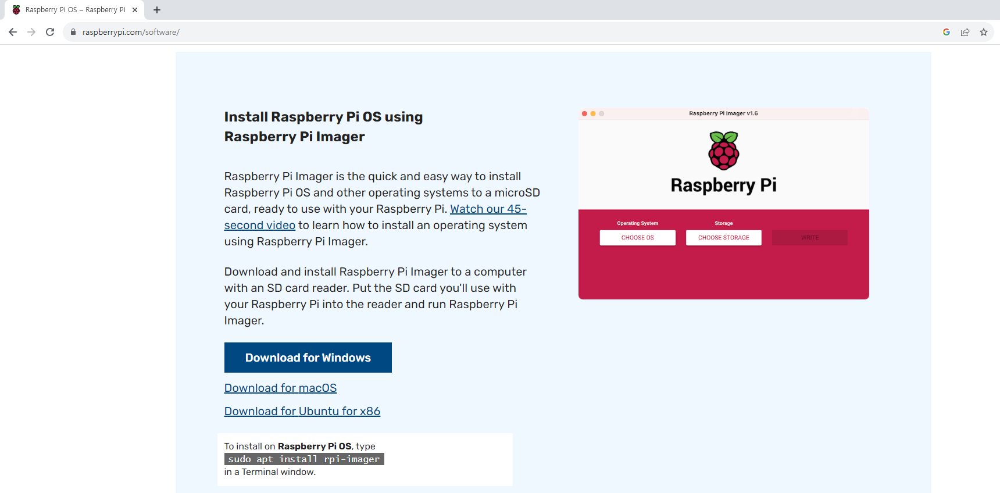 Raspberry Pi OS – Raspberry Pi
raspberrypi.com/software/
Install Raspberry Pi OS using
Raspberry Pi Imager
Raspberry Pi Imager is the quick and easy way to install
Raspberry Pi OS and other operating systems to a microSD
card, ready to use with your Raspberry Pi. Watch our 45-
second video to learn how to install an operating system
using Raspberry Pi Imager.
Download and install Raspberry Pi Imager to a computer
with an SD card reader. Put the SD card you'll use with
your Raspberry Pi into the reader and run Raspberry Pi
Imager.
Download for Windows
Download for macOS
Download for Ubuntu for x86
To install on Raspberry Pi OS, type
sudo apt install rpi-imager
in a Terminal window.
Raspberry Pi Imager v1.6
Raspberry Pi
Operating System
Storage
CHOOSE OS
CHOOSE STORAGE
WRITE